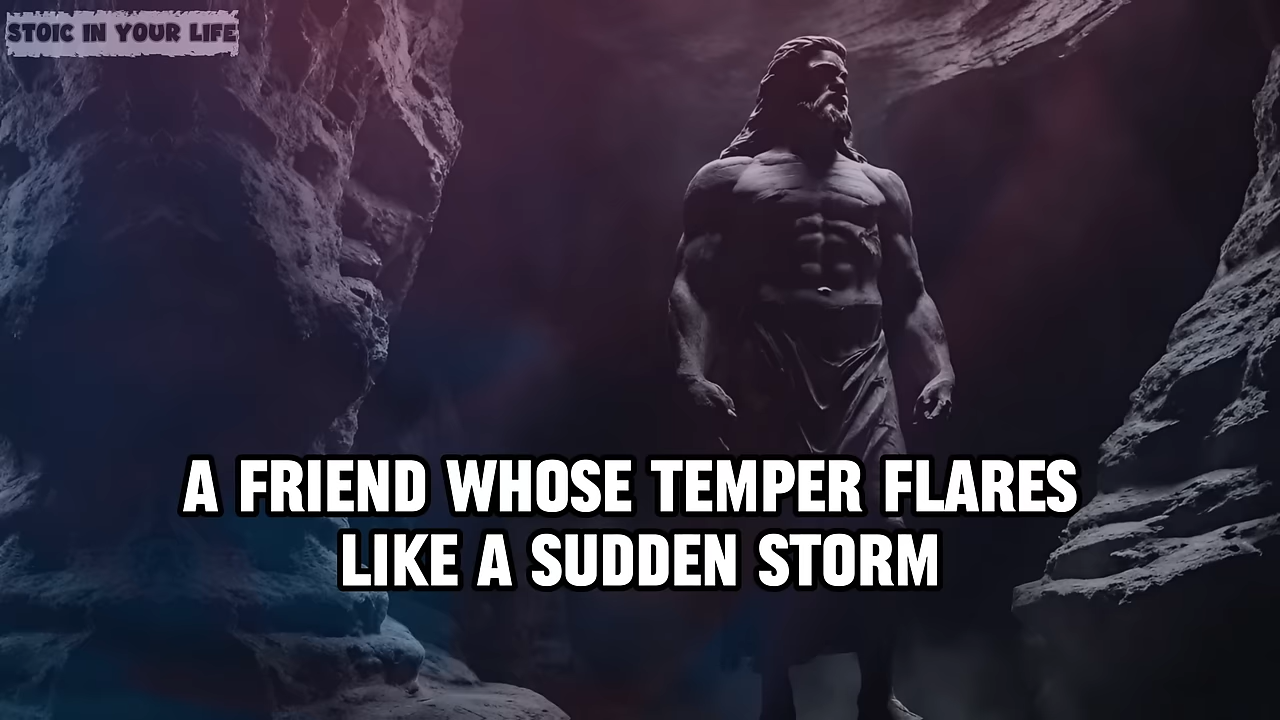 STOIC IN YOUR LIFE
A FRIEND WHOSE TEMPER FLARES
LIKE A SUDDEN STORM